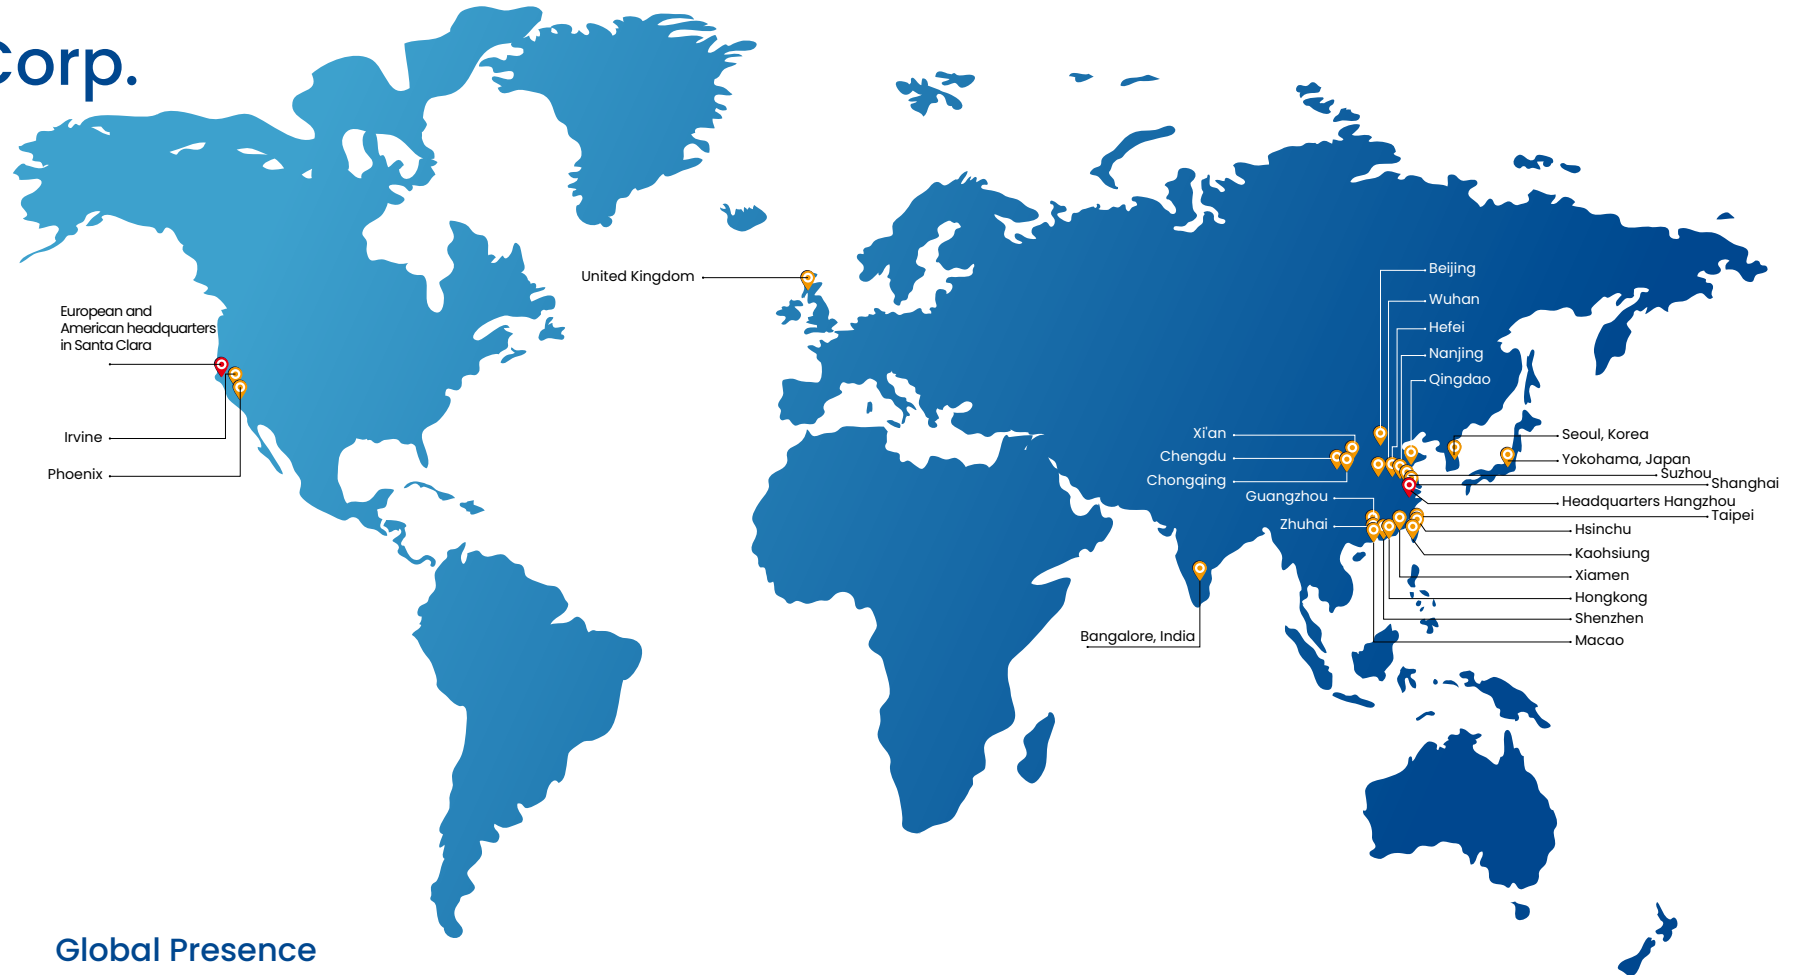 Corp.
European and
American headquarters
in Santa Clara
Irvine
Phoenix
United Kingdom
Beijing
Wuhan
Hefei
Nanjing
Qingdao
Xi'an
Chengdu
Chongqing
Guangzhou
Zhuhai
Seoul, Korea
Yokohama, Japan
Suzhou
Shanghai
Headquarters Hangzhou
Taipei
Hsinchu
Kaohsiung
Xiamen
Hongkong
Shenzhen
Macao
Bangalore, India
Global Presence